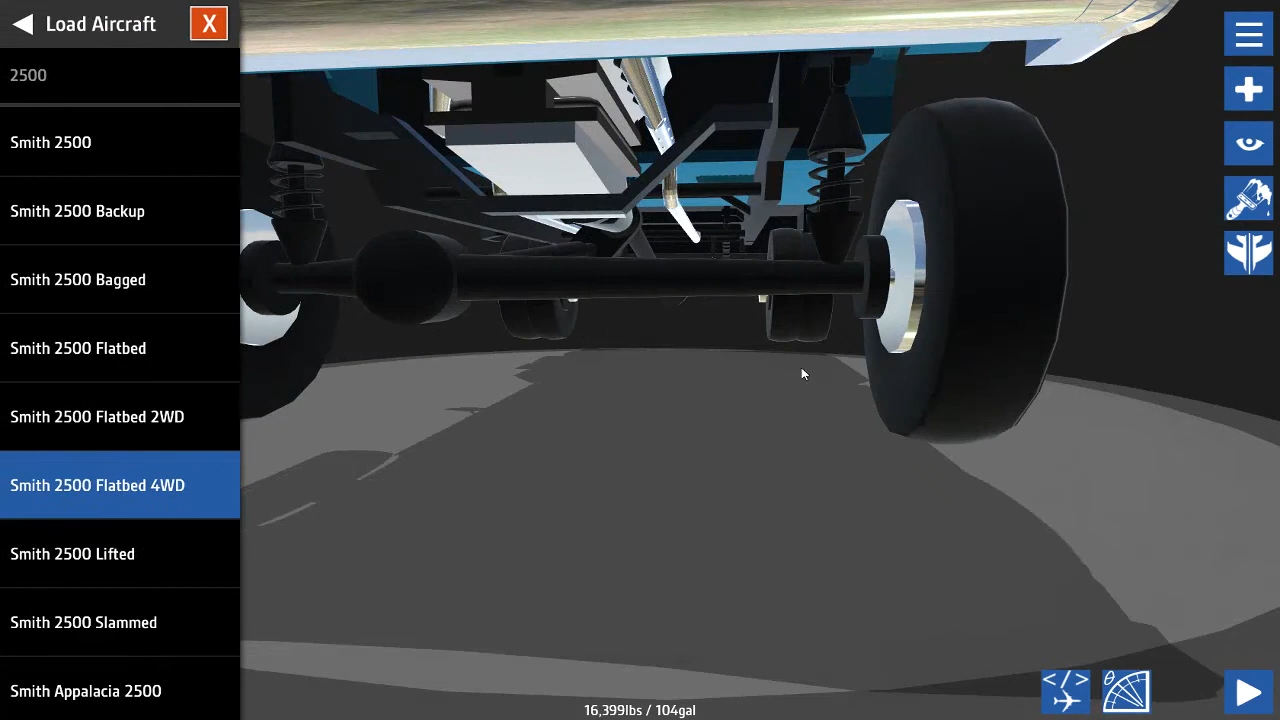 Load Aircraft
X
2500
Smith 2500
Smith 2500 Backup
Smith 2500 Bagged
Smith 2500 Flatbed
Smith 2500 Flatbed 2WD
Smith 2500 Flatbed 4WD
Smith 2500 Lifted
Smith 2500 Slammed
Smith Appalacia 2500
</>
θ
16,399lbs / 104gal